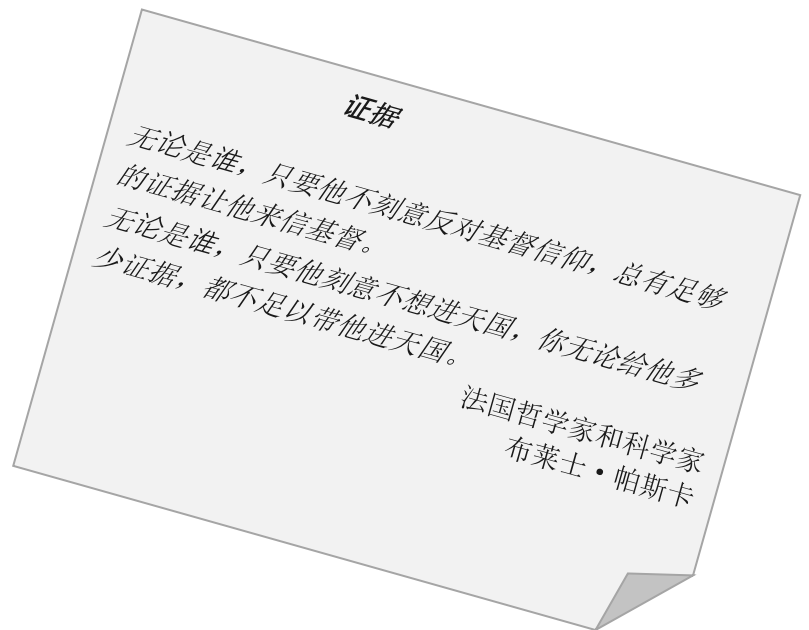 证据
无论是谁，只要他不刻意反对基督信仰，总有足够
的证据让他来信基督。
无论是谁，只要他刻意不想进天国，你无论给他多
少证据，都不足以带他进天国。
法国哲学家和科学家
布莱士·帕斯卡